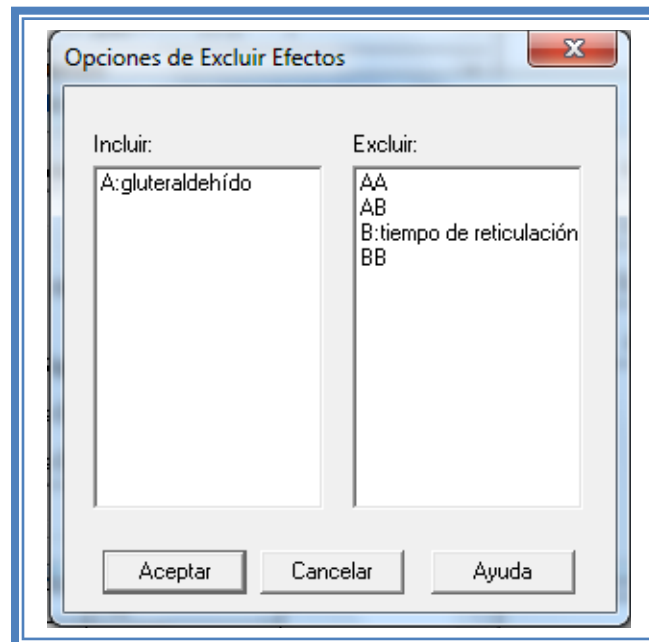 Opciones de Excluir Efectos
Incluir:
A:gluteraldehído
Excluir:
AA
AB
B:tiempo de reticulación
BB
Aceptar
Cancelar
Ayuda